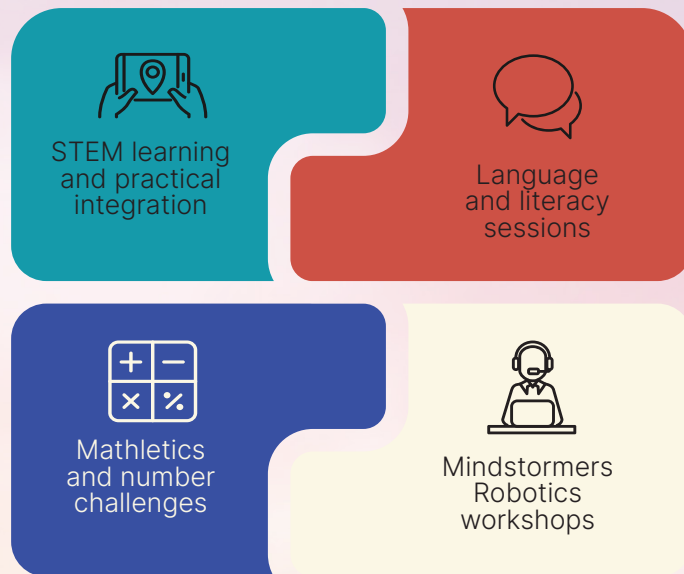 STEM learning
and practical
integration
Language
and literacy
sessions
Mathletics
and number
challenges
Mindstormers
Robotics
workshops